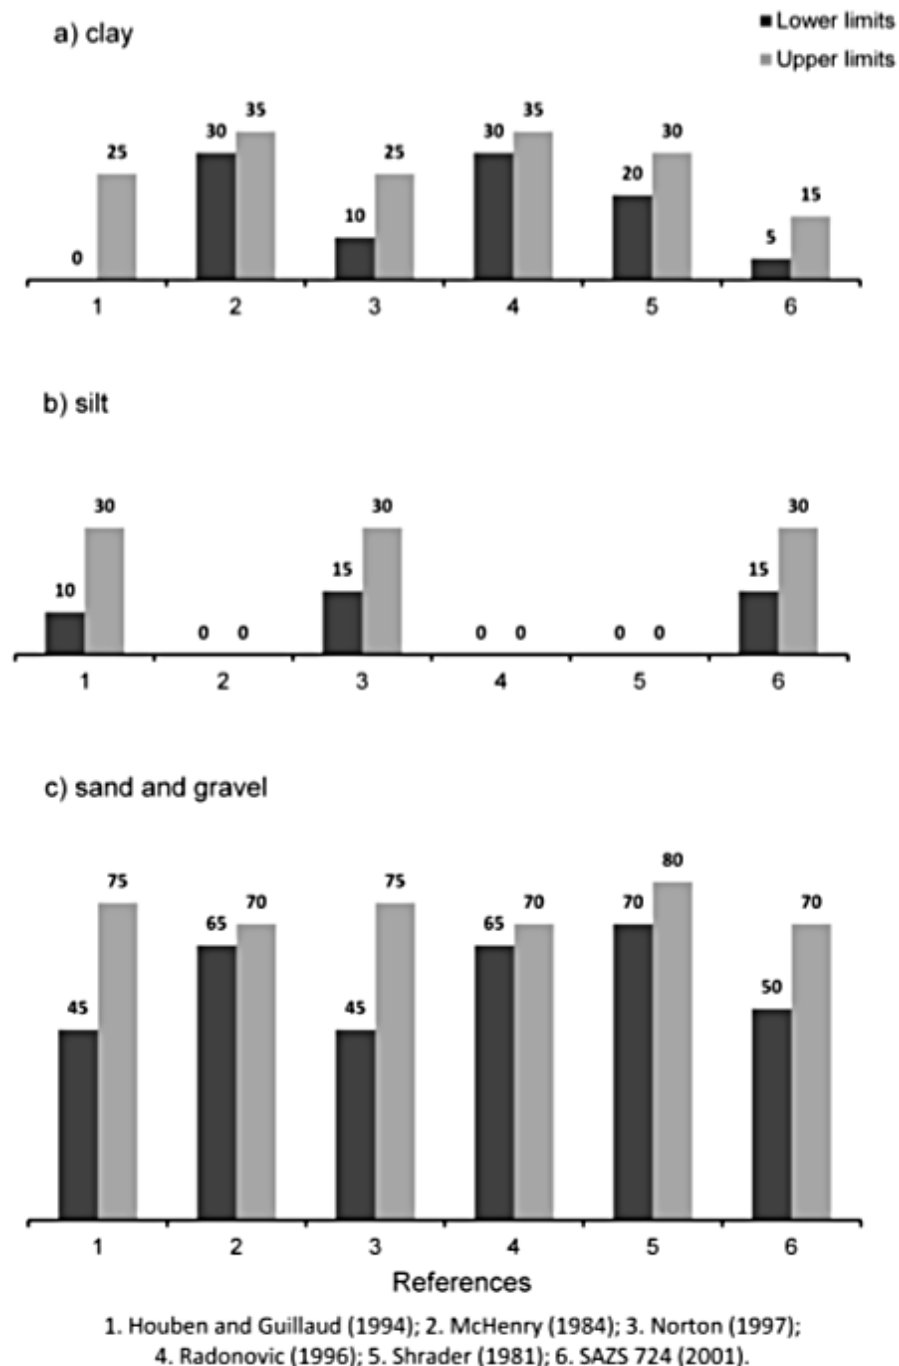 a) clay
Lower limits
Upper limits
0 25 30 35 10 25 30 35 20 30 5 15
1 2 3 4 5 6
b) silt
10 30 0 0 15 30 0 0 0 0 15 30
1 2 3 4 5 6
c) sand and gravel
45 75 65 70 45 75 65 70 70 80 50 70
1 2 3 4 5 6
References
1. Houben and Guillaud (1994); 2. McHenry (1984); 3. Norton (1997);
4. Radonovic (1996); 5. Shrader (1981); 6. SAZS 724 (2001).